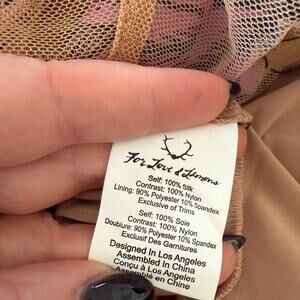 For Love & Lemons
Self: 100% Silk
Contrast: 100% Nylon
Lining: 90% Polyester 10% Spandex
Exclusive of Trims
Self: 100% Soie
Contrast: 100% Nylon
Doublure: 90% Polyester 10% Spandex
Exclusif Des Garnitures
Designed In Los Angeles
Assembled In China
Conçu à Los Angeles
Assemblé en Chine